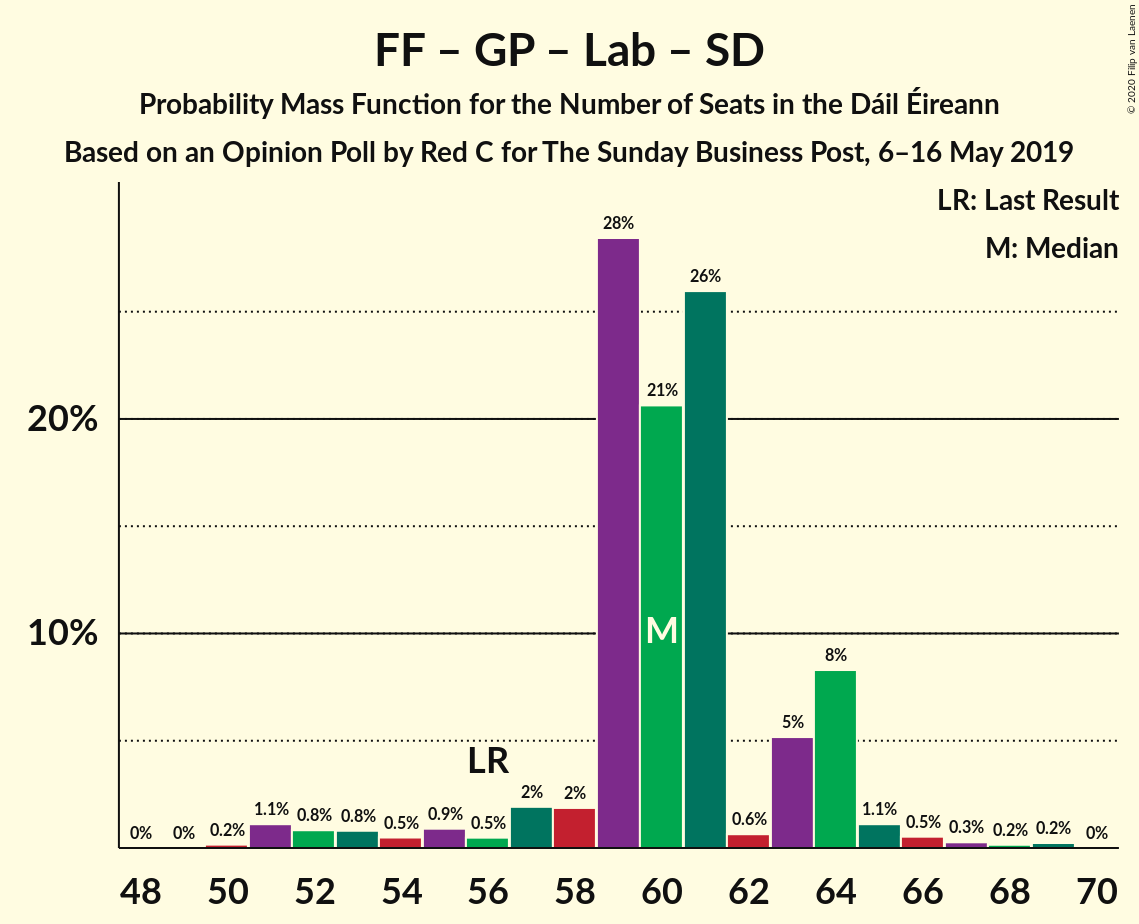 FF – GP – Lab – SD
Probability Mass Function for the Number of Seats in the Dáil Éireann
Based on an Opinion Poll by Red C for The Sunday Business Post, 6–16 May 2019
© 2020 Filip van Laenen
LR: Last Result
M: Median
28%
26%
21%
20%
M
10%
8%
5%
LR
2%
2%
1.1%
0.8%
0.8%
0.5%
0.9%
0.5%
0.6%
1.1%
0.5%
0.3%
0.2%
0.2%
0%
0%
0%
0.2%
48 50 52 54 56 58 60 62 64 66 68 70